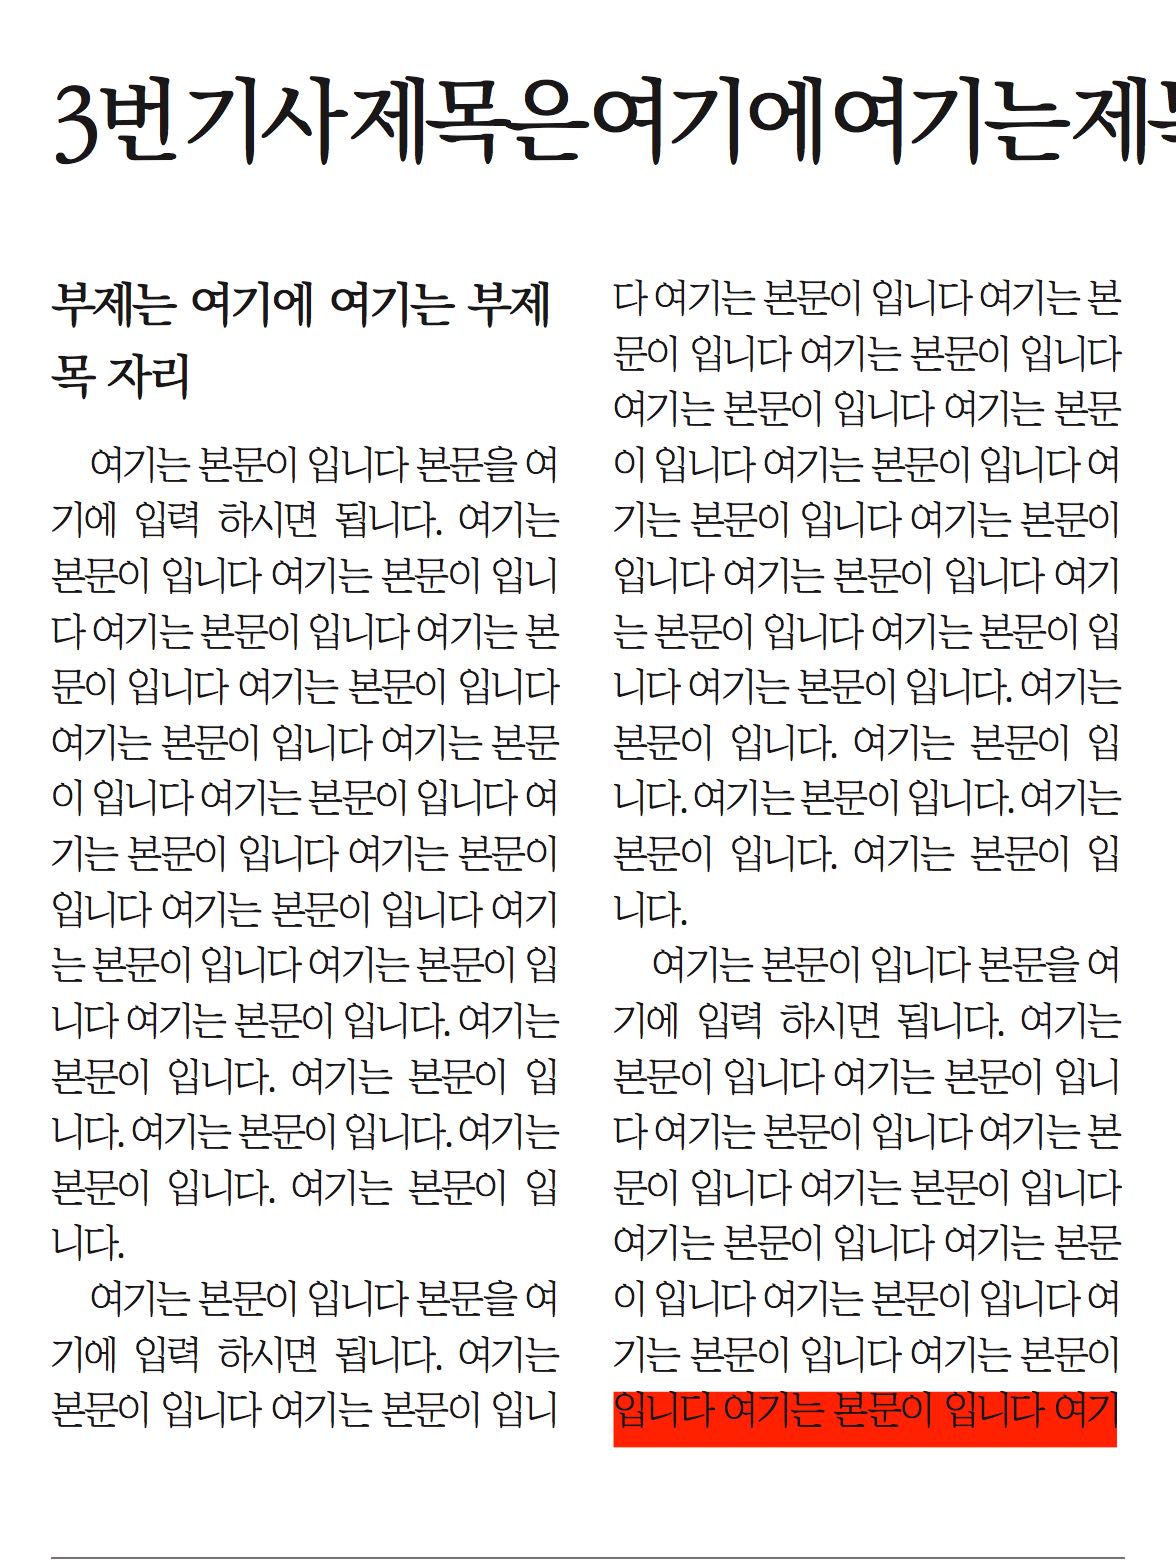 3번 기사 제목은 여기에 여기는 제
부제는 여기에 여기는 부제
목 자리
여기는 본문이 입니다 본문을 여
기에 입력 하시면 됩니다. 여기는
본문이 입니다 여기는 본문이 입니
다 여기는 본문이 입니다 여기는 본
문이 입니다 여기는 본문이 입니다
여기는 본문이 입니다 여기는 본문
이 입니다 여기는 본문이 입니다 여
기는 본문이 입니다 여기는 본문이
입니다 여기는 본문이 입니다 여기
는 본문이 입니다 여기는 본문이 입
니다 여기는 본문이 입니다. 여기는
본문이 입니다. 여기는 본문이 입
니다. 여기는 본문이 입니다. 여기는
본문이 입니다. 여기는 본문이 입
니다.
여기는 본문이 입니다 본문을 여
기에 입력 하시면 됩니다. 여기는
본문이 입니다 여기는 본문이 입니
다 여기는 본문이 입니다 여기는 본
문이 입니다 여기는 본문이 입니다
여기는 본문이 입니다 여기는 본문
이 입니다 여기는 본문이 입니다 여
기는 본문이 입니다 여기는 본문이
입니다 여기는 본문이 입니다 여기
는 본문이 입니다 여기는 본문이 입
니다 여기는 본문이 입니다. 여기는
본문이 입니다. 여기는 본문이 입
니다. 여기는 본문이 입니다. 여기는
본문이 입니다. 여기는 본문이 입
니다.
여기는 본문이 입니다 본문을 여
기에 입력 하시면 됩니다. 여기는
본문이 입니다 여기는 본문이 입니
다 여기는 본문이 입니다 여기는 본
문이 입니다 여기는 본문이 입니다
여기는 본문이 입니다 여기는 본문
이 입니다 여기는 본문이 입니다 여
기는 본문이 입니다 여기는 본문이
입니다 여기는 본문이 입니다 여기